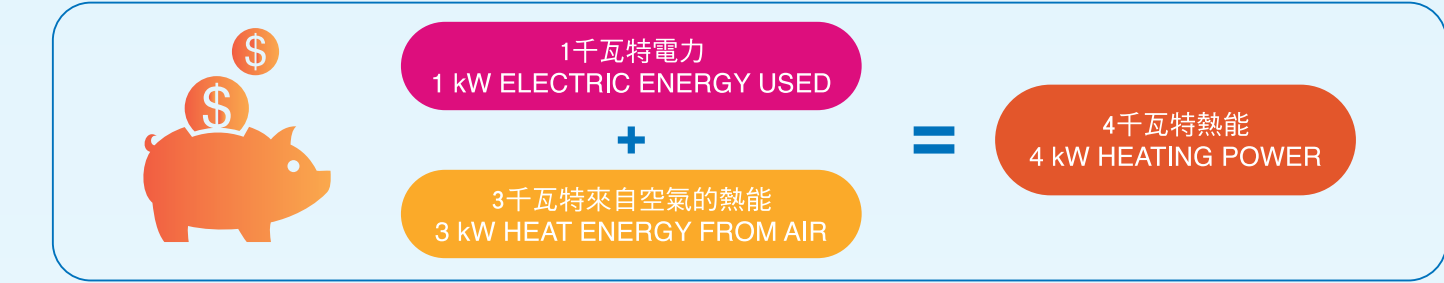 $
$
1千瓦特電力
1 kW ELECTRIC ENERGY USED
+
3千瓦特來自空氣的熱能
3 kW HEAT ENERGY FROM AIR
=
4千瓦特熱能
4 kW HEATING POWER